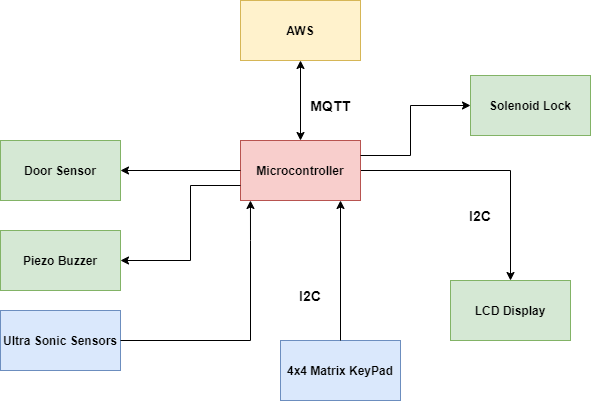 AWS
MQTT
Solenoid Lock
Door Sensor
Microcontroller
I2C
Piezo Buzzer
I2C
LCD Display
Ultra Sonic Sensors
4x4 Matrix KeyPad